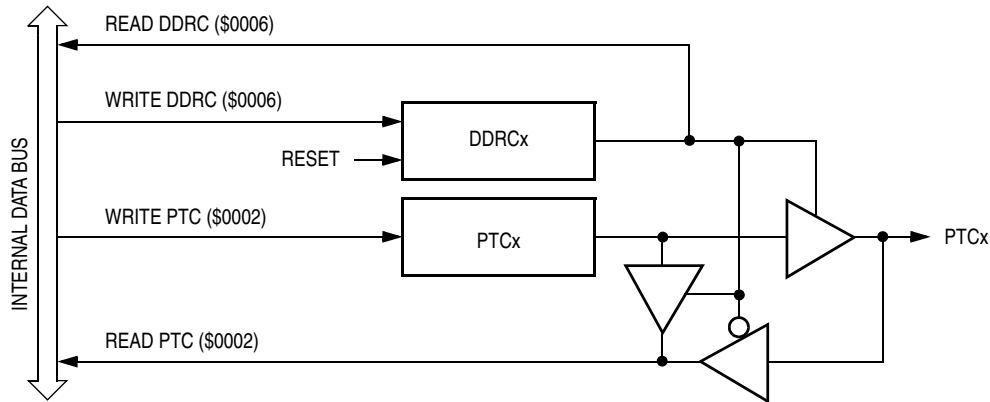 READ DDRC ($0006)
WRITE DDRC ($0006)
DDRCx
RESET
INTERNAL DATA BUS
WRITE PTC ($0002)
PTCx
PTCx
READ PTC ($0002)